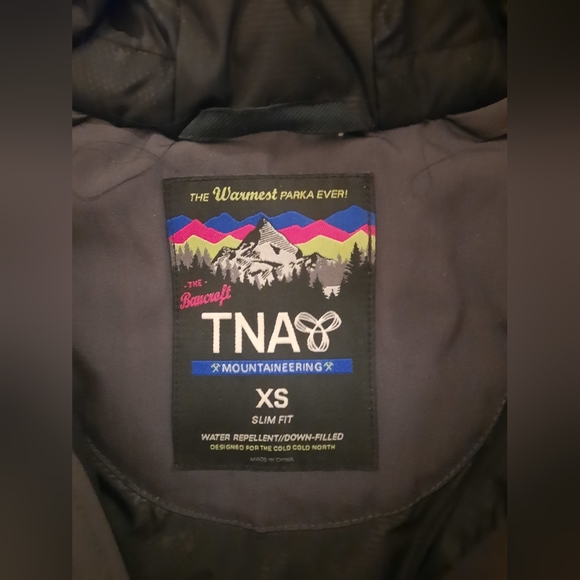 THE Warmest PARKA EVER!
- THE -
Bancroft
TNA
MOUNTAINEERING
XS
SLIM FIT
WATER REPELLENT//DOWN-FILLED
DESIGNED FOR THE COLD COLD NORTH
MADE IN CHINA